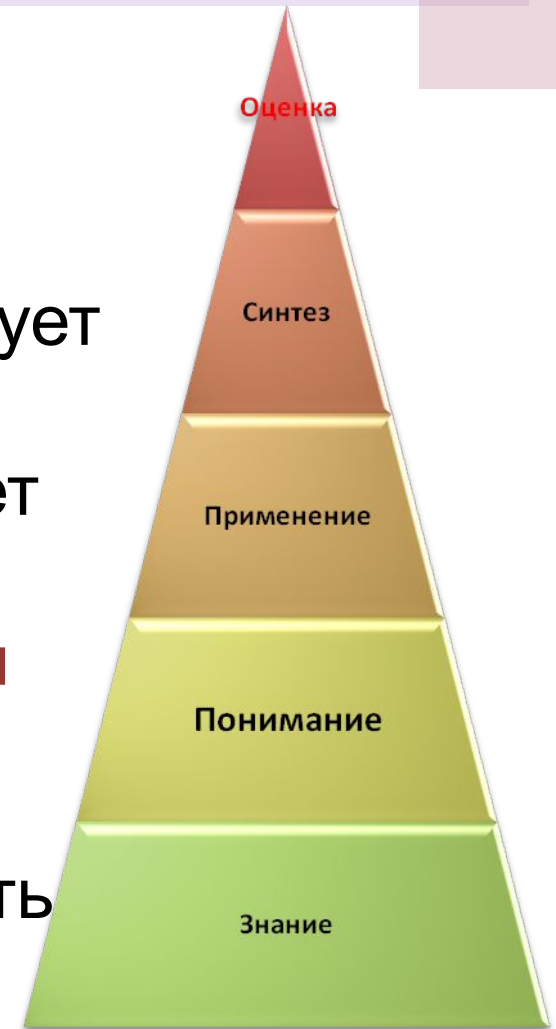 Оценка
Синтез
Применение
Понимание
Знание